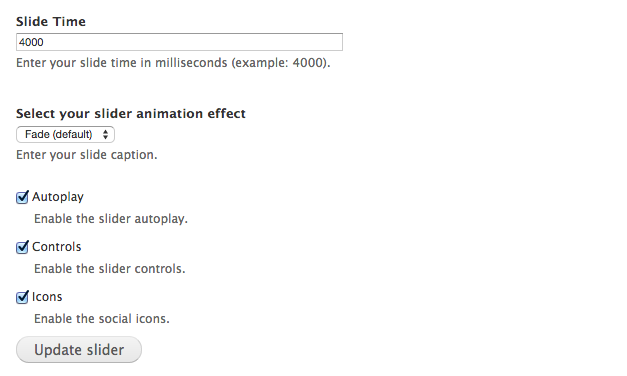 Slide Time
4000
Enter your slide time in milliseconds (example: 4000).
Select your slider animation effect
Fade (default)
Enter your slide caption.
Autoplay
Enable the slider autoplay.
Controls
Enable the slider controls.
Icons
Enable the social icons.
Update slider